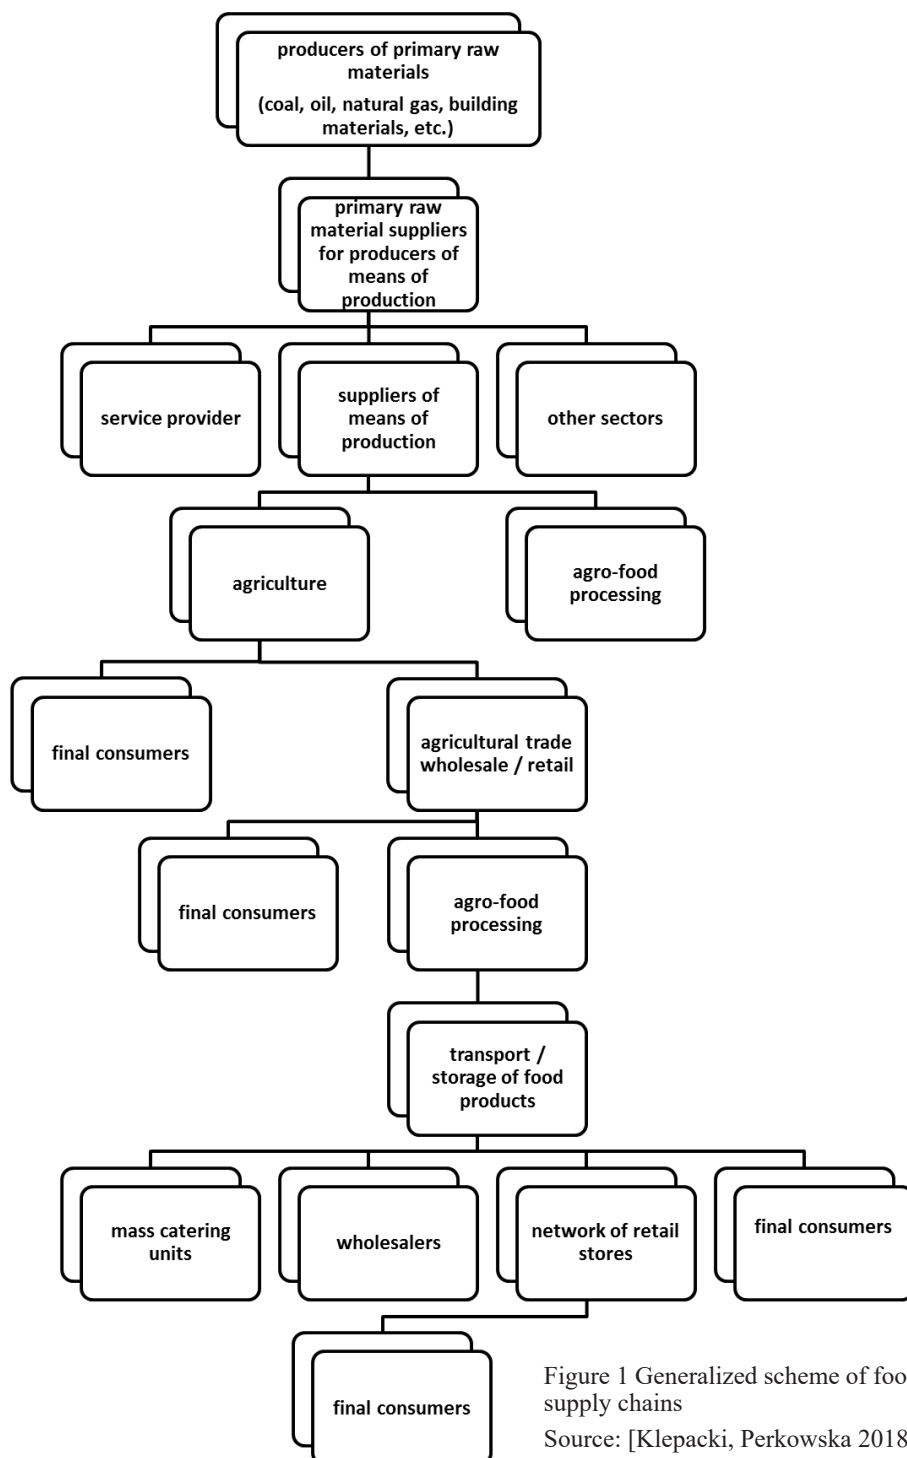 producers of primary raw
materials
(coal, oil, natural gas, building
materials, etc.)
primary raw
material suppliers
for producers of
means of
production
service provider
suppliers of
means of
production
other sectors
agriculture
agro-food
processing
final consumers
agricultural trade
wholesale / retail
final consumers
agro-food
processing
transport /
storage of food
products
mass catering
units
wholesalers
network of retail
stores
final consumers
final consumers
Figure 1 Generalized scheme of foo
supply chains
Source: [Klepacki, Perkowska 2018